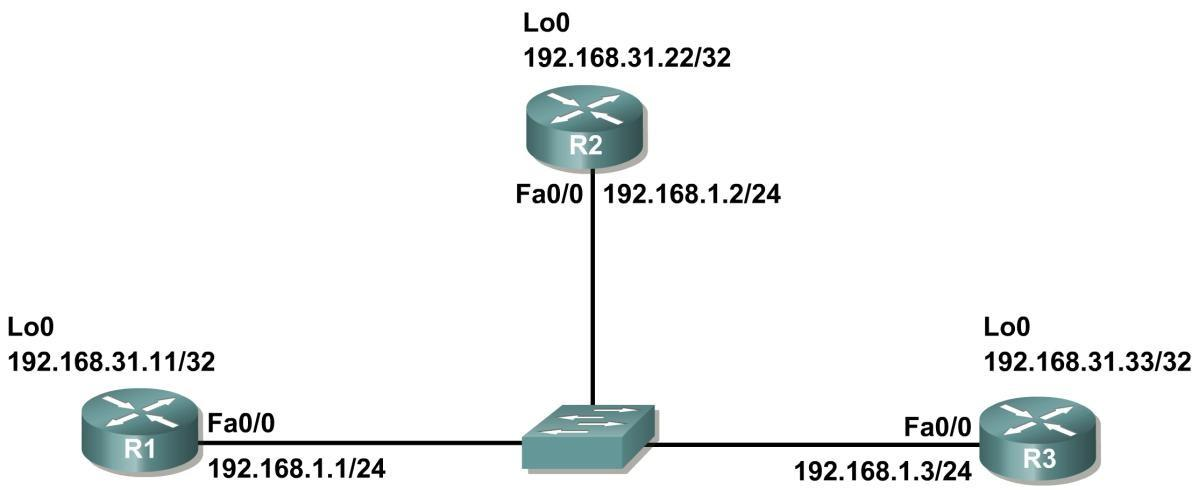 Lo0
192.168.31.22/32
R2
Fa0/0 192.168.1.2/24
Lo0
192.168.31.11/32
R1
Fa0/0
192.168.1.1/24
Lo0
192.168.31.33/32
Fa0/0
R3
192.168.1.3/24